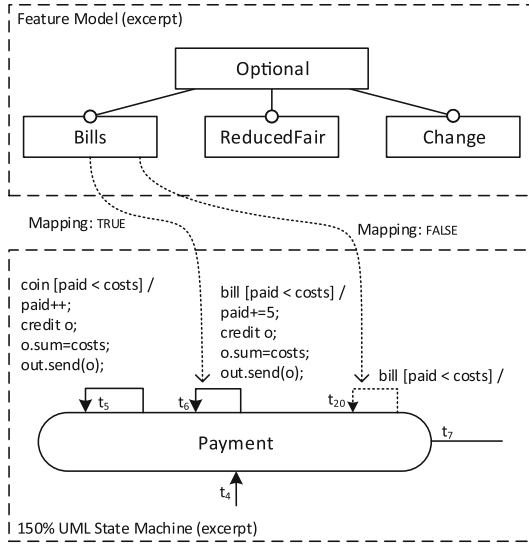 Feature Model (excerpt)
Optional
Bills
ReducedFair
Change
Mapping: TRUE
Mapping: FALSE
coin [paid < costs] /
paid++;
credit o;
o.sum=costs;
out.send(o);
bill [paid < costs] /
paid+=5;
credit o;
o.sum=costs;
out.send(o);
bill [paid < costs] /
t5
t6
t20
t7
Payment
t4
150% UML State Machine (excerpt)